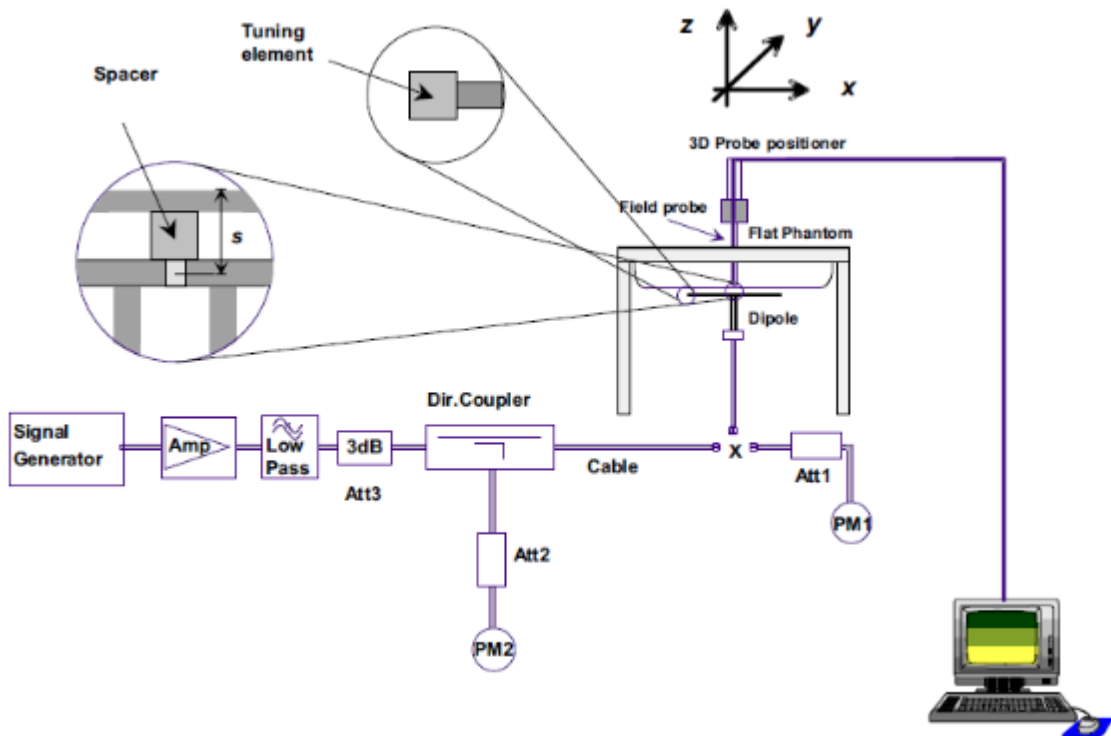 Tuning
element
Spacer
s
z
y
x
3D Probe positioner
Field probe
Flat Phantom
Dipole
Dir.Coupler
Signal
Generator
Amp
Low
Pass
3dB
Att3
Cable
X
Att1
PM1
Att2
PM2